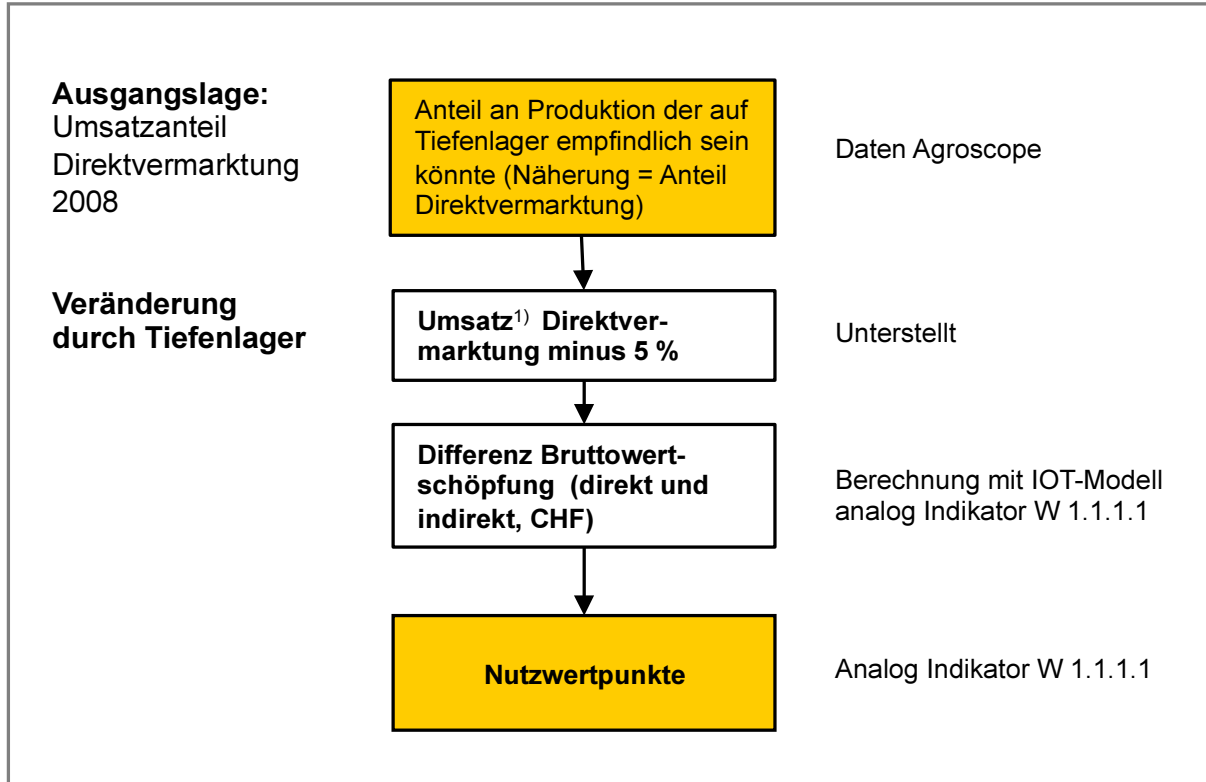 Ausgangslage:
Umsatzanteil
Direktvermarktung
2008
Anteil an Produktion der auf
Tiefenlager empfindlich sein
könnte (Näherung = Anteil
Direktvermarktung)
Daten Agroscope
Veränderung
durch Tiefenlager
Umsatz1) Direktver-
marktung minus 5 %
Unterstellt
Differenz Bruttowert-
schöpfung (direkt und
indirekt, CHF)
Berechnung mit IOT-Modell
analog Indikator W 1.1.1.1
Nutzwertpunkte
Analog Indikator W 1.1.1.1